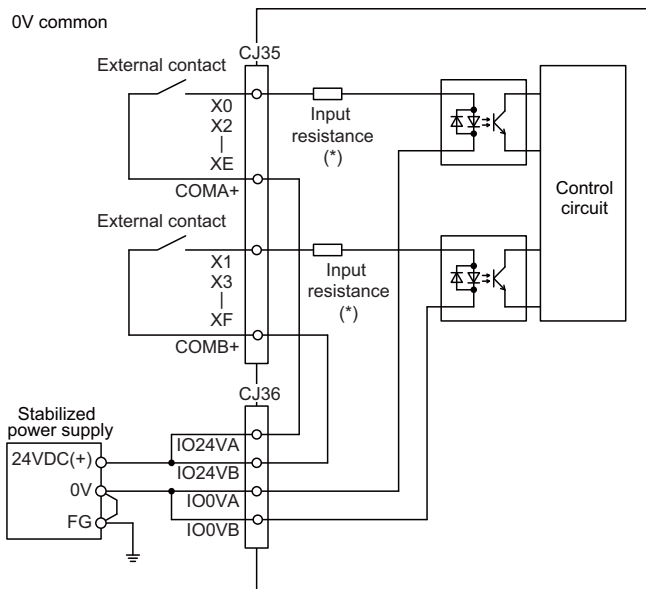 0V common
CJ35
External contact
X0
X2
|
XE
COMA+
Input
resistance
(*)
External contact
X1
X3
|
XF
COMB+
Input
resistance
(*)
Control
circuit
CJ36
Stabilized
power supply
24VDC(+)
0V
FG
IO24VA
IO24VB
IO0VA
IO0VB